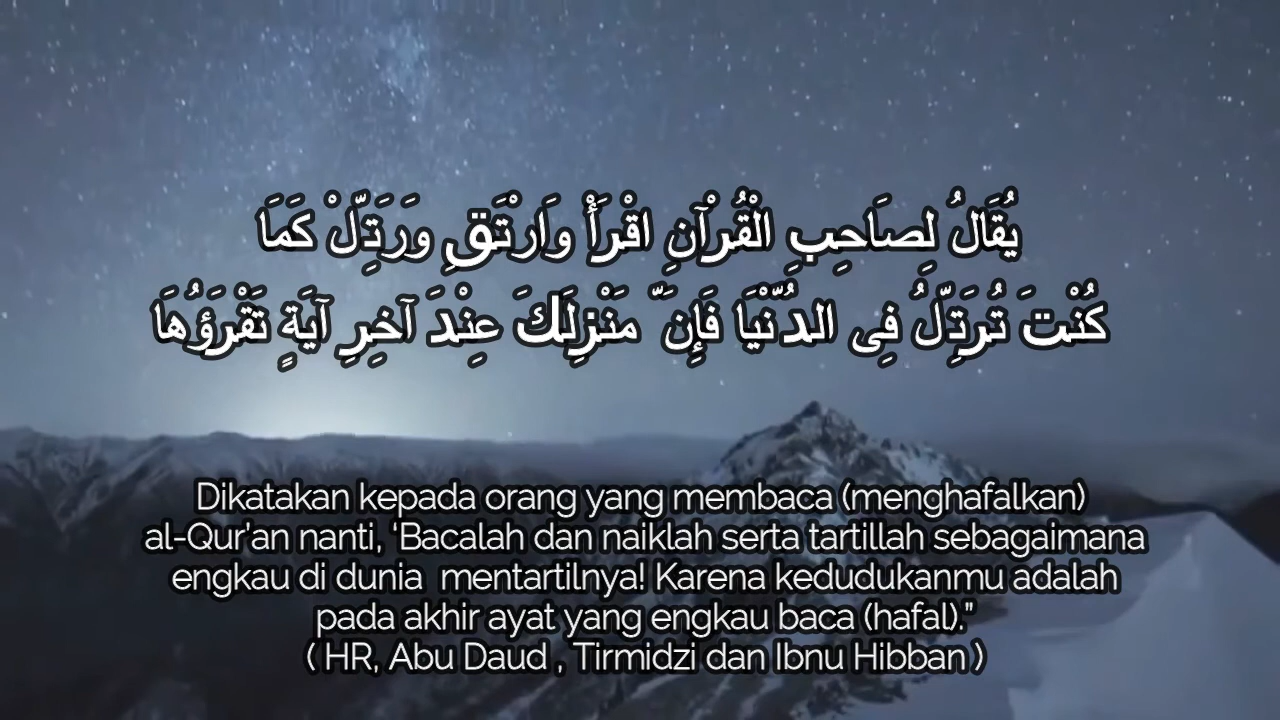 يُقَالُ لِصَاحِبِ الْقُرْآنِ اقْرَأْ وَارْتَقِ وَرَتِّلْ كَمَا
كُنْتَ تُرَتِّلُ فِى الدُّنْيَا فَإِنَّ مَنْزِلَكَ عِنْدَ آخِرِ آيَةٍ تَقْرَؤُهَا
Dikatakan kepada orang yang membaca (menghafalkan)
al-Qur’an nanti, ‘Bacalah dan naiklah serta tartillah sebagaimana
engkau di dunia  mentartilnya! Karena kedudukanmu adalah
pada akhir ayat yang engkau baca (hafal).”
( HR, Abu Daud , Tirmidzi dan Ibnu Hibban )